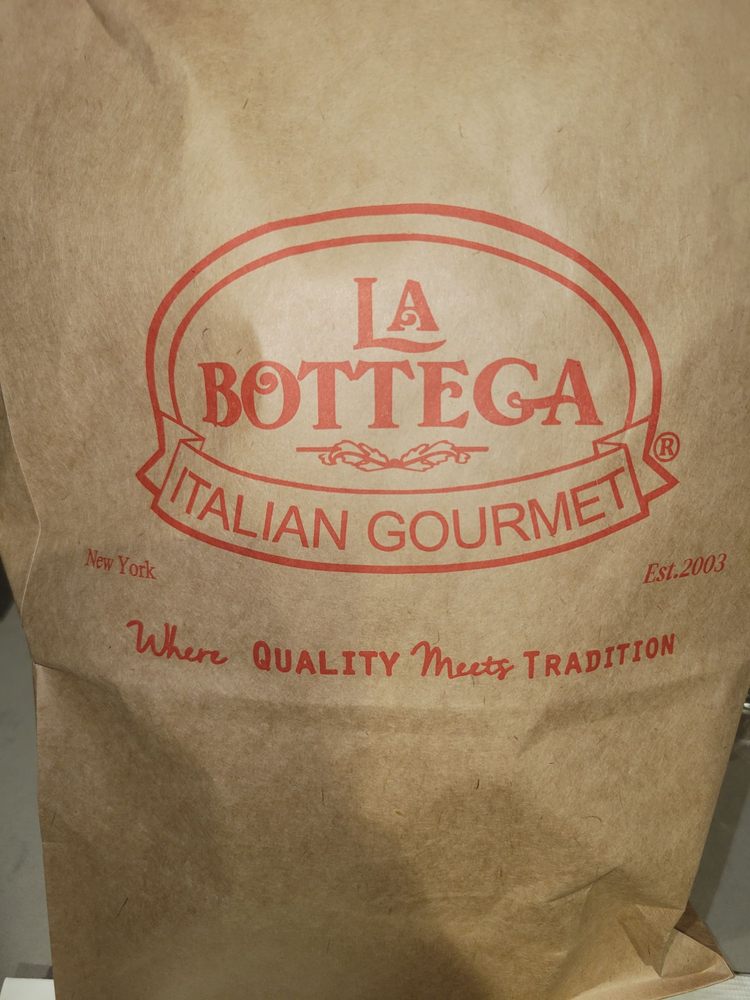 LA
BOTTEGA
®
ITALIAN GOURMET
New York
Est.2003
Where QUALITY Meets TRADITION